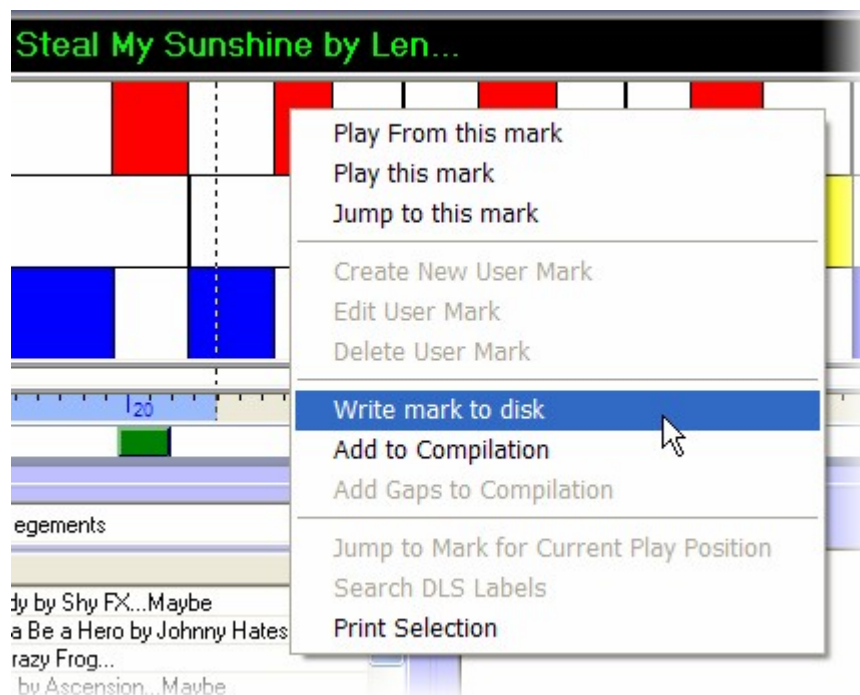 Steal My Sunshine by Len...
Play From this mark
Play this mark
Jump to this mark
Create New User Mark
Edit User Mark
Delete User Mark
20
Write mark to disk
Add to Compilation
Add Gaps to Compilation
egements
Jump to Mark for Current Play Position
Search DLS Labels
dy by Shy FX...Maybe
Print Selection
a Be a Hero by Johnny Hates
razy Frog...
by Ascension...Maybe